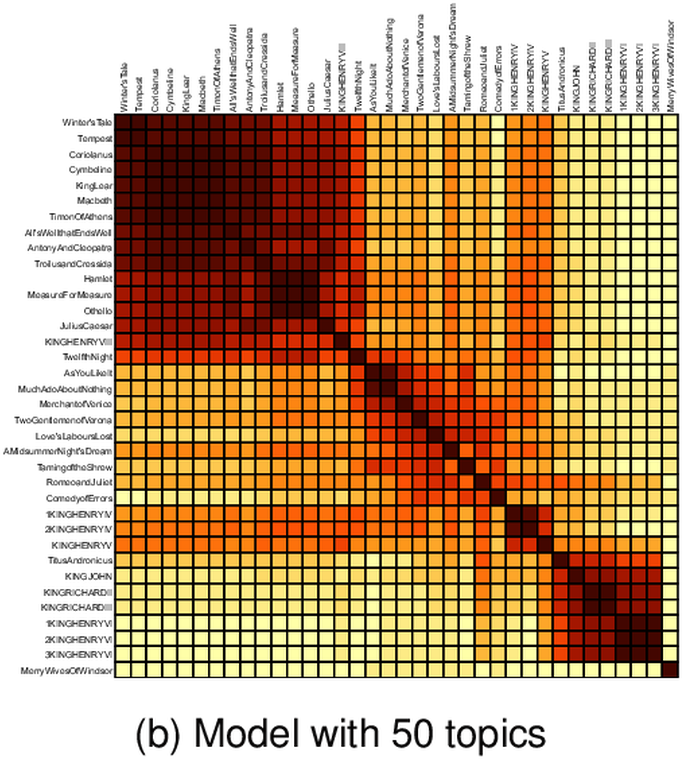 Winter'sTale
Tempest
Coriolanus
Cymbeline
KingLear
Macbeth
TimonOfAthens
All'sWellthatEndsWell
AntonyAndCleopatra
TroilusandCressida
Hamlet
MeasureForMeasure
Othello
JuliusCaesar
KINGHENRYVIII
TwelfthNight
AsYouLikeIt
MuchAdoAboutNothing
MerchantofVenice
TwoGentlemenofVerona
Love'sLaboursLost
AMidsummerNight'sDream
TamingoftheShrew
RomeoandJuliet
ComedyofErrors
1KINGHENRYIV
2KINGHENRYIV
KINGHENRYV
TitusAndronicus
KINGJOHN
KINGRICHARDII
KINGRICHARDIII
1KINGHENRYVI
2KINGHENRYVI
3KINGHENRYVI
MerryWivesOfWindsor
Winter'sTale
Tempest
Coriolanus
Cymbeline
KingLear
Macbeth
TimonOfAthens
All'sWellthatEndsWell
AntonyAndCleopatra
TroilusandCressida
Hamlet
MeasureForMeasure
Othello
JuliusCaesar
KINGHENRYVIII
TwelfthNight
AsYouLikeIt
MuchAdoAboutNothing
MerchantofVenice
TwoGentlemenofVerona
Love'sLaboursLost
AMidsummerNight'sDream
TamingoftheShrew
RomeoandJuliet
ComedyofErrors
1KINGHENRYIV
2KINGHENRYIV
KINGHENRYV
TitusAndronicus
KINGJOHN
KINGRICHARDII
KINGRICHARDIII
1KINGHENRYVI
2KINGHENRYVI
3KINGHENRYVI
MerryWivesOfWindsor
(b) Model with 50 topics